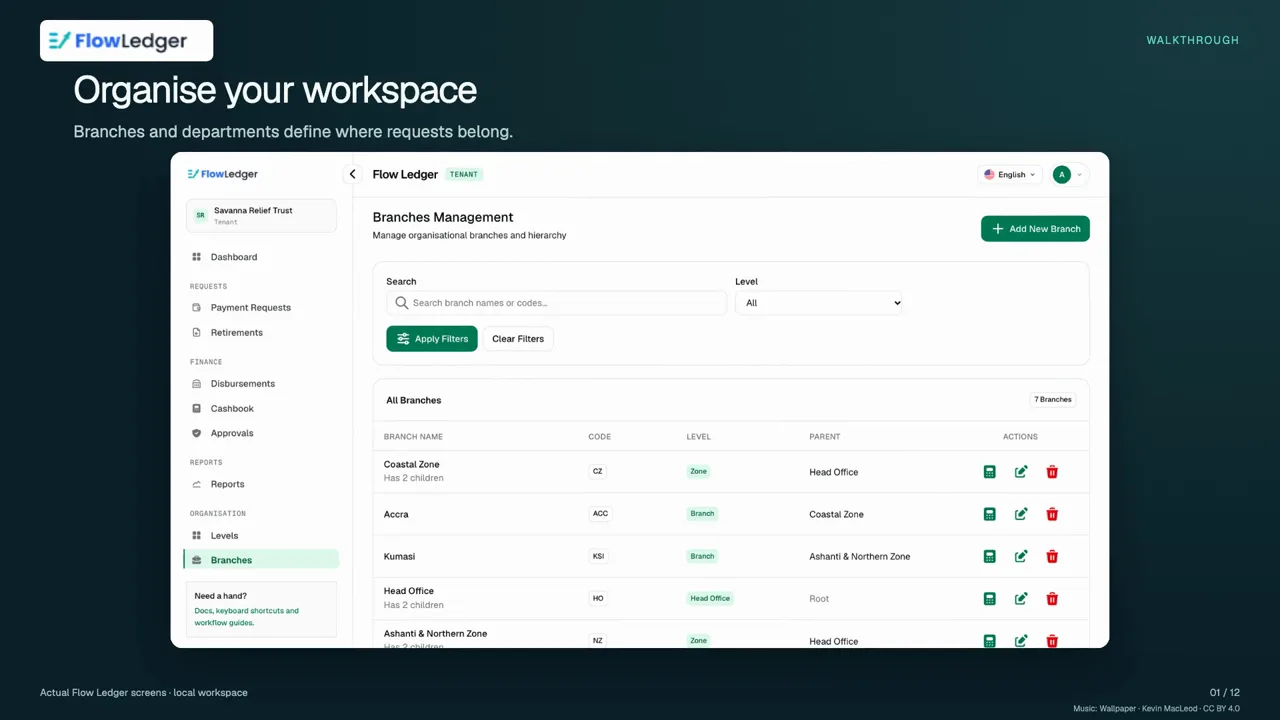 FlowLedger
WALKTHROUGH
Organise your workspace
Branches and departments define where requests belong.
FlowLedger
Flow Ledger
TENANT
English
A
SR
Savanna Relief Trust
Tenant
Dashboard
REQUESTS
Payment Requests
Retirements
FINANCE
Disbursements
Cashbook
Approvals
REPORTS
Reports
ORGANISATION
Levels
Branches
Need a hand?
Docs, keyboard shortcuts and
workflow guides.
Branches Management
Manage organisational branches and hierarchy
Add New Branch
Search
Level
Search branch names or codes...
All
Apply Filters
Clear Filters
All Branches
7 Branches
BRANCH NAME CODE LEVEL PARENT ACTIONS
Coastal Zone CZ Zone Head Office
Has 2 children
Accra ACC Branch Coastal Zone
Kumasi KSI Branch Ashanti & Northern Zone
Head Office HO Head Office Root
Has 2 children
Ashanti & Northern Zone NZ Zone Head Office
Has 2 children
Actual Flow Ledger screens · local workspace
01 / 12
Music: Wallpaper · Kevin MacLeod · CC BY 4.0